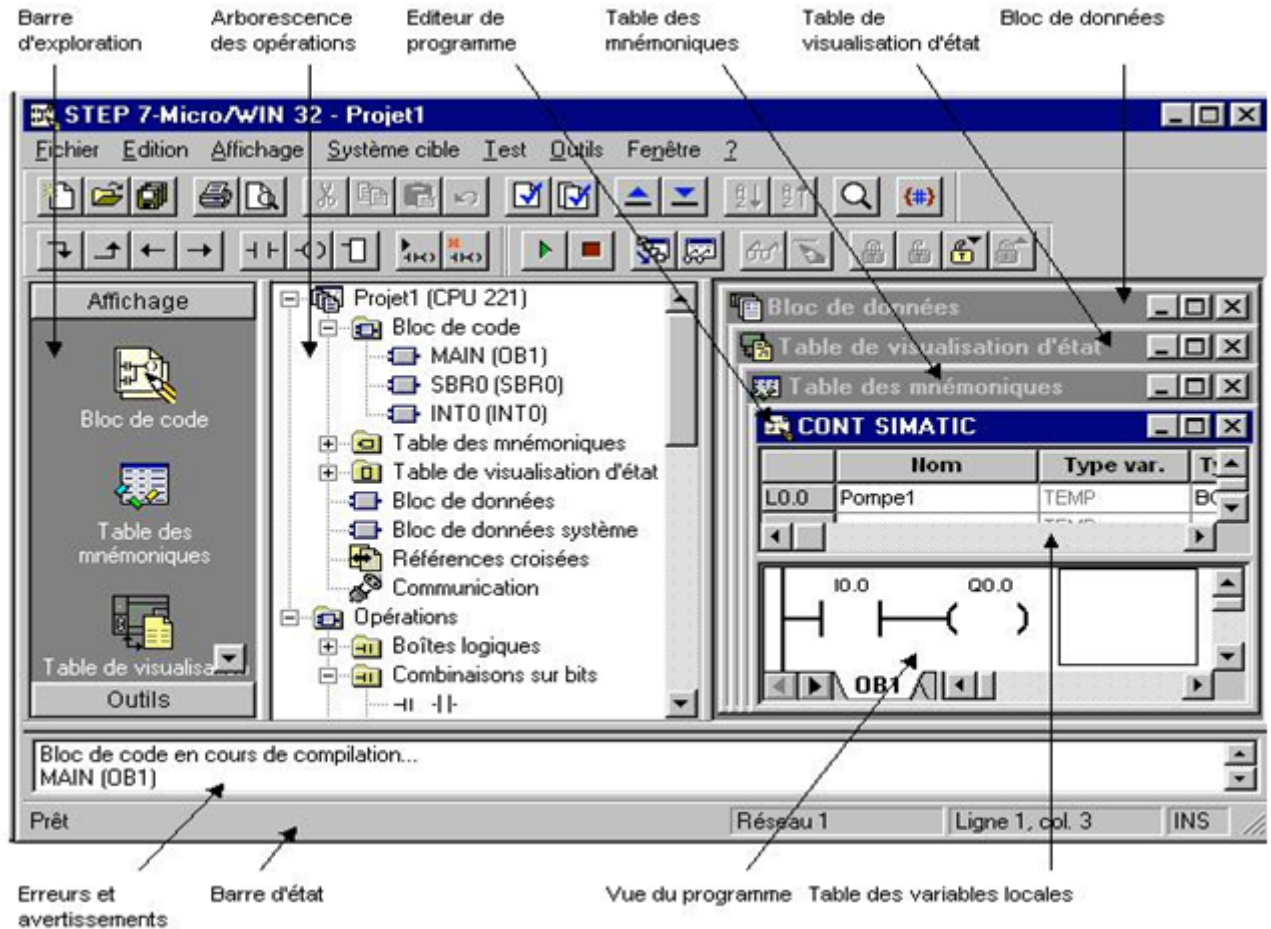 Barre
d'exploration
Arborescence
des opérations
Editeur de
programme
Table des
mnémoniques
Table de
visualisation d'état
Bloc de données
STEP 7-Micro/WIN 32 - Projet1
Fichier Edition Affichage Système cible Test Outils Fenêtre ?
Affichage
Bloc de code
Table des
mnémoniques
Table de visualisa
Outils
Projet1 (CPU 221)
Bloc de code
MAIN (OB1)
SBR0 (SBR0)
INT0 (INT0)
Table des mnémoniques
Table de visualisation d'état
Bloc de données
Bloc de données système
Références croisées
Communication
Opérations
Boîtes logiques
Combinaisons sur bits
Bloc de données
Table de visualisation d'état
Table des mnémoniques
CONT SIMATIC
Nom Type var.
L0.0 Pompe1 TEMP
TEMP
I0.0 Q0.0
OB1
Bloc de code en cours de compilation...
MAIN (OB1)
Prêt Réseau 1 Ligne 1, col. 3 INS
Erreurs et
avertissements
Barre d'état
Vue du programme
Table des variables locales